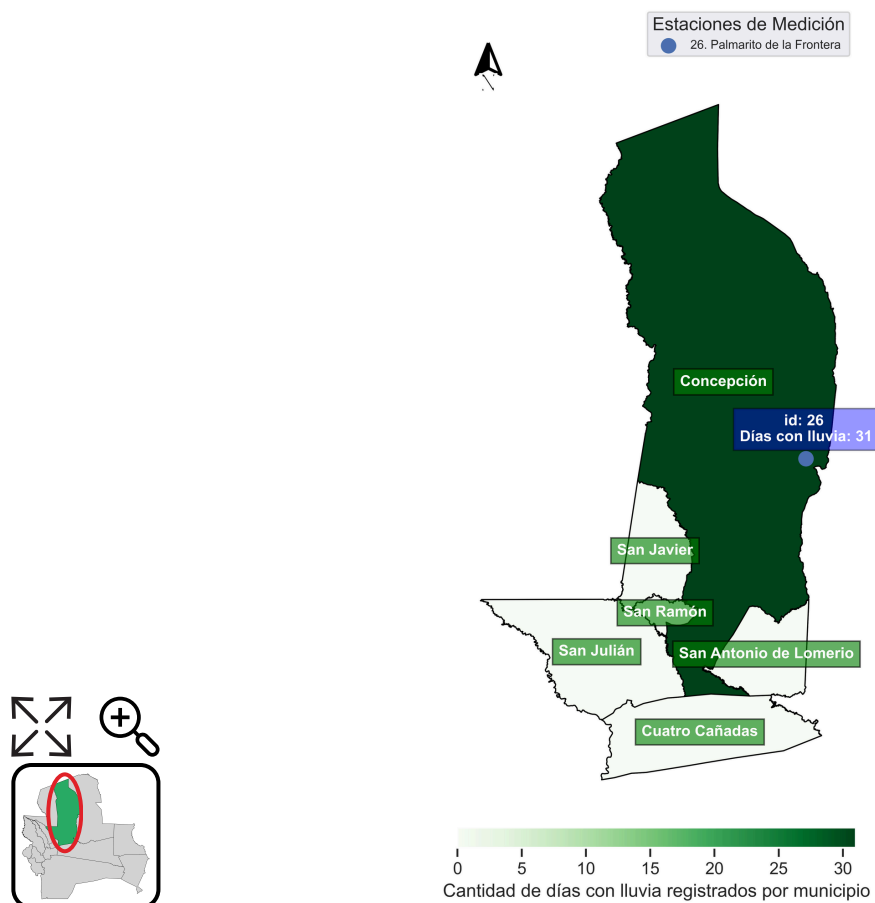 Estaciones de Medición
26. Palmarito de la Frontera
Concepción
id: 26
Días con lluvia: 31
San Javier
San Ramón
San Julián
San Antonio de Lomerio
Cuatro Cañadas
0 5 10 15 20 25 30
Cantidad de días con lluvia registrados por municipio